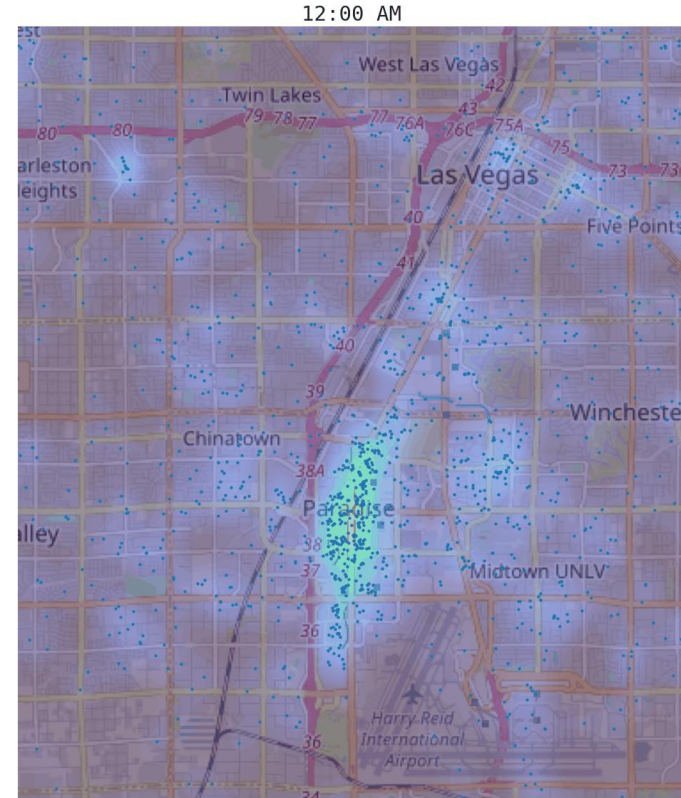 12:00 AM
est
West Las Vegas
42
Twin Lakes
43
79 78 77
77 76A
76C 75A
80 80
75
arleston
Heights
73 73
Las Vegas
40
Five Points
41
40
39
Winchester
Chinatown
38A
Paradise
alley
38
37
Midtown UNLV
36
Harry Reid
International
Airport
36
34